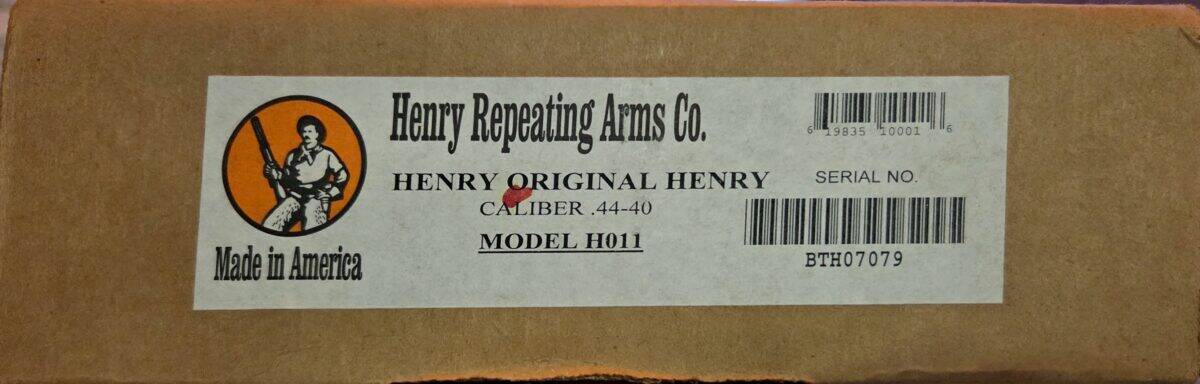 Henry Repeating Arms Co.
HENRY ORIGINAL HENRY
CALIBER .44-40
MODEL H011
Made in America
6 19835 10001 6
SERIAL NO.
BTH07079